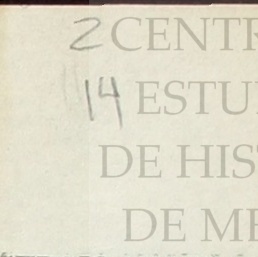 2 CENTR
14 ESTU
DE HIS
DE ME